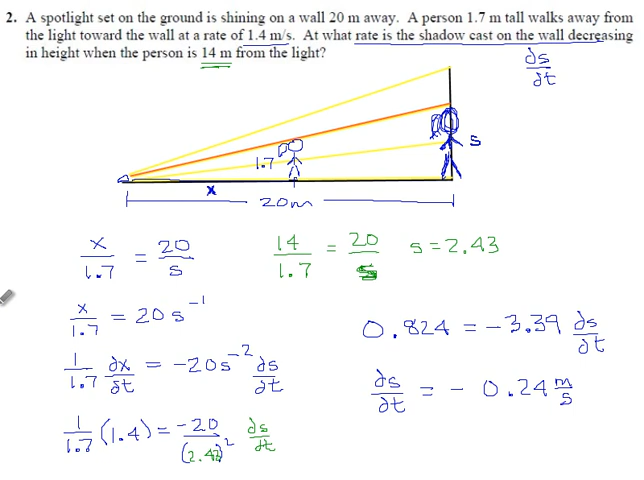 2. A spotlight set on the ground is shining on a wall 20 m away. A person 1.7 m tall walks away from
the light toward the wall at a rate of 1.4 m/s. At what rate is the shadow cast on the wall decreasing
in height when the person is 14 m from the light?
ds/dt
1.7
s
x
20m
x/1.7 = 20/s
14/1.7 = 20/s s = 2.43
x/1.7 = 20s^-1
0.824 = -3.39 ds/dt
1/1.7 dx/dt = -20s^-2 ds/dt
ds/dt = - 0.24 m/s
1/1.7 (1.4) = -20/(2.43)^2 ds/dt